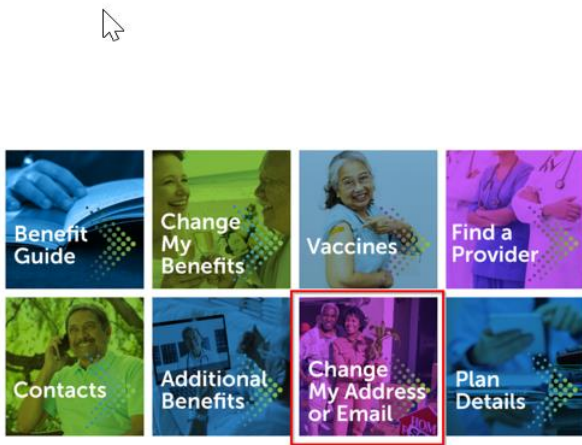 Benefit
Guide
Change
My
Benefits
Vaccines
Find a
Provider
Contacts
Additional
Benefits
Change
My Address
or Email
Plan
Details